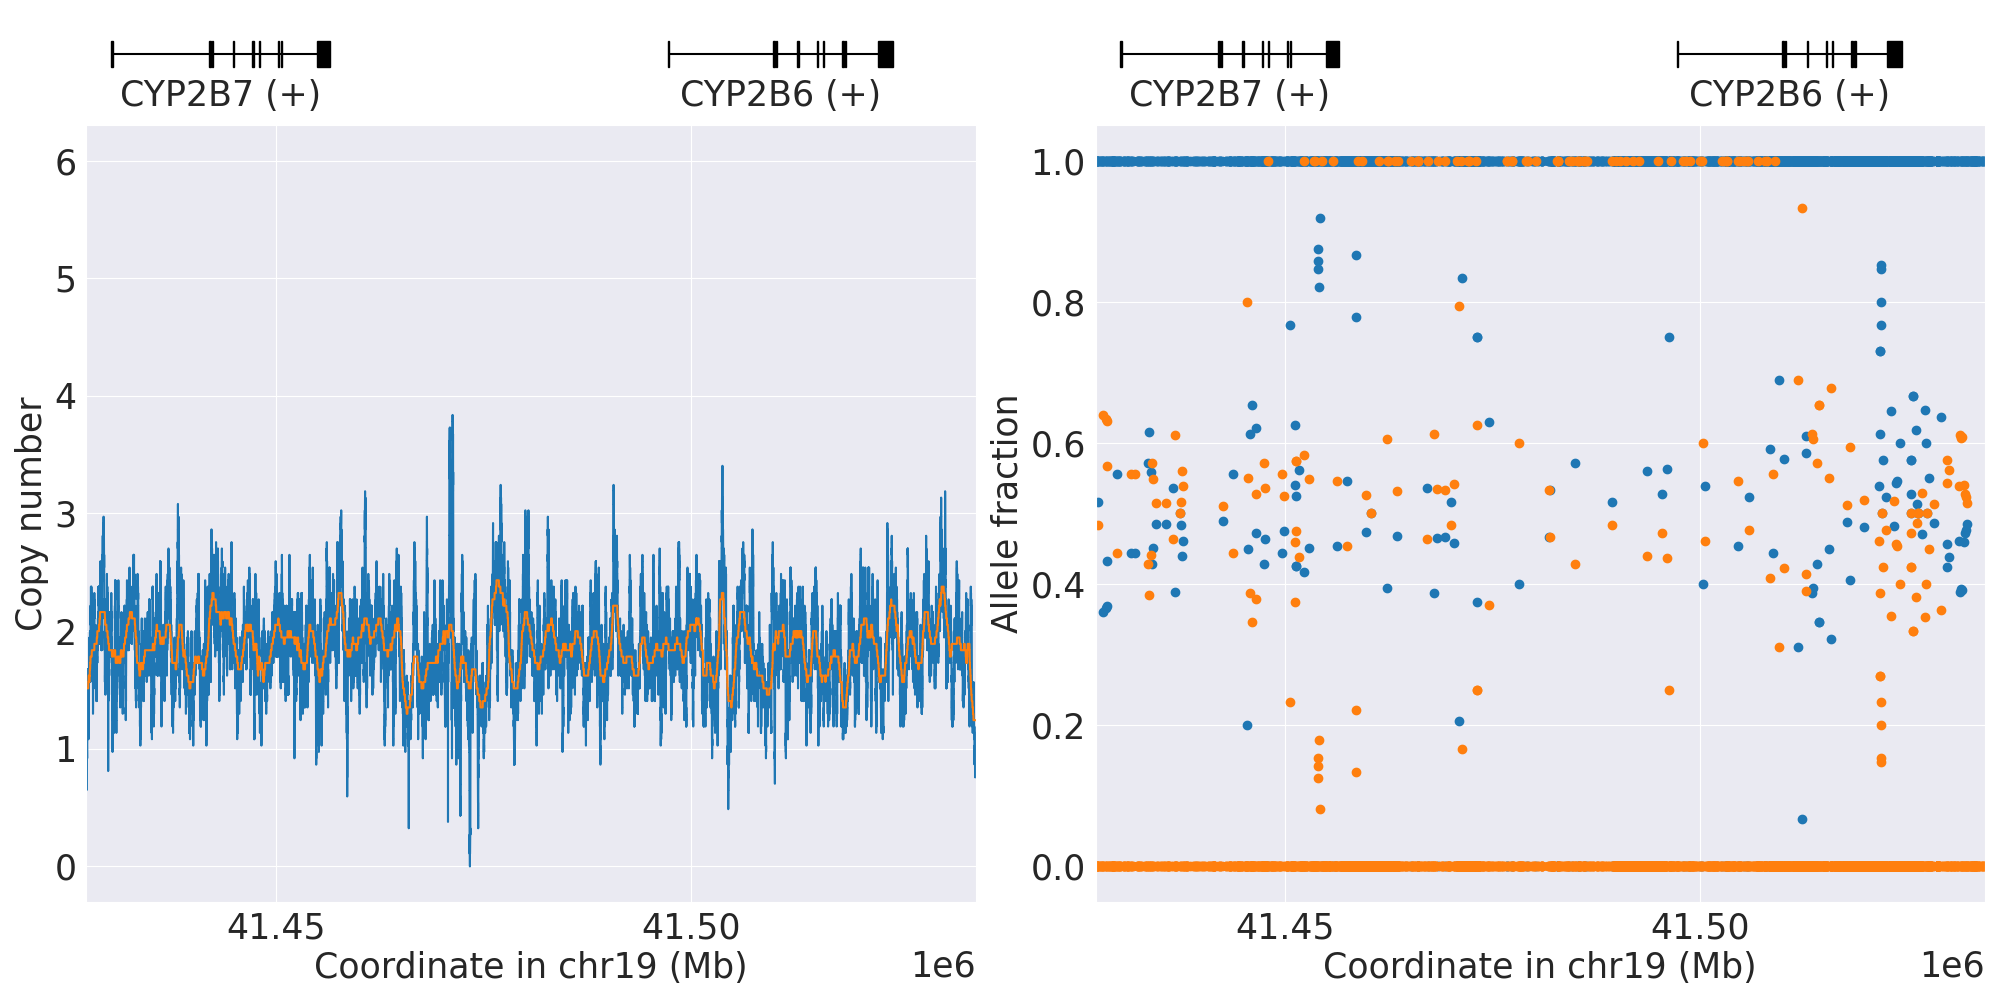 CYP2B7 (+)
CYP2B6 (+)
CYP2B7 (+)
CYP2B6 (+)
6
5
4
3
2
1
0
Copy number
41.45
41.50
Coordinate in chr19 (Mb)
1e6
1.0
0.8
0.6
0.4
0.2
0.0
Allele fraction
41.45
41.50
Coordinate in chr19 (Mb)
1e6